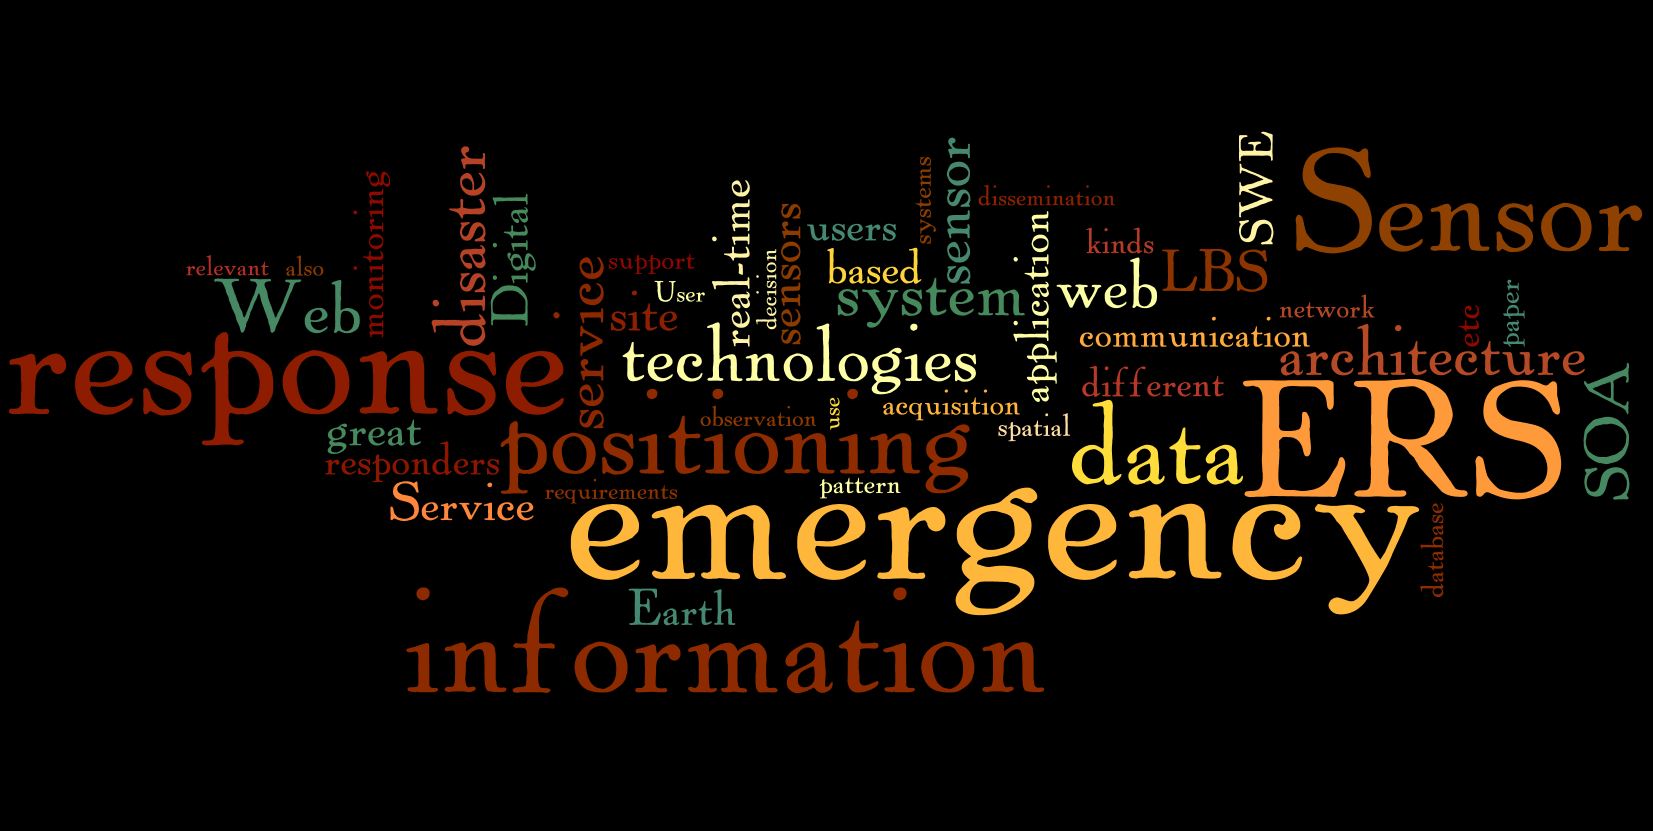 SWE
Sensor
sensor
disaster
systems
monitoring
real-time
dissemination
Digital
sensors
users
application
kinds
relevant
also
support
decision
based
LBS
service
Web
User
system
web
paper
site
network
etc
communication
response
technologies
architecture
SOA
different
ERS
acquisition
use
observation
data
spatial
great
positioning
responders
Service
requirements
pattern
emergency
database
Earth
information